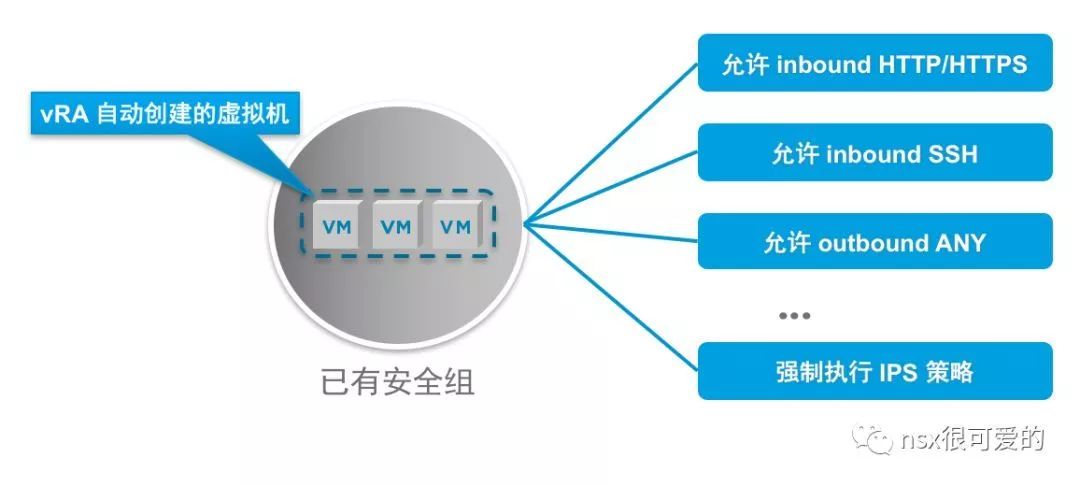 允许 inbound HTTP/HTTPS
vRA 自动创建的虚拟机
允许 inbound SSH
VM VM VM
允许 outbound ANY
...
已有安全组
强制执行 IPS 策略
nsx很可爱的